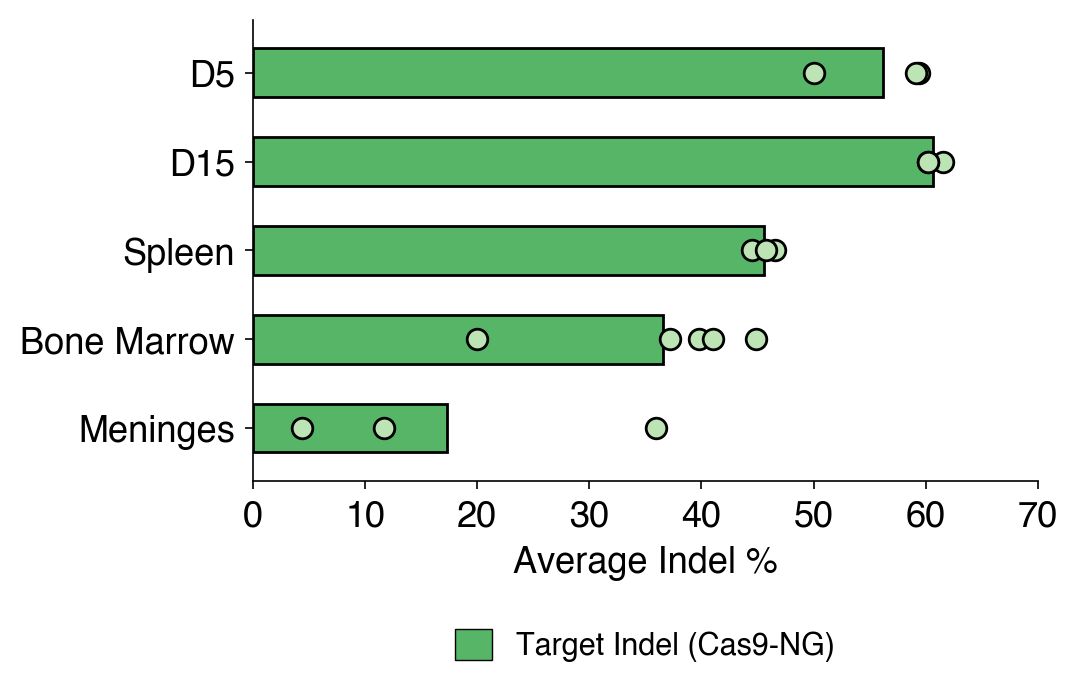 D5
D15
Spleen
Bone Marrow
Meninges
0 10 20 30 40 50 60 70
Average Indel %
Target Indel (Cas9-NG)